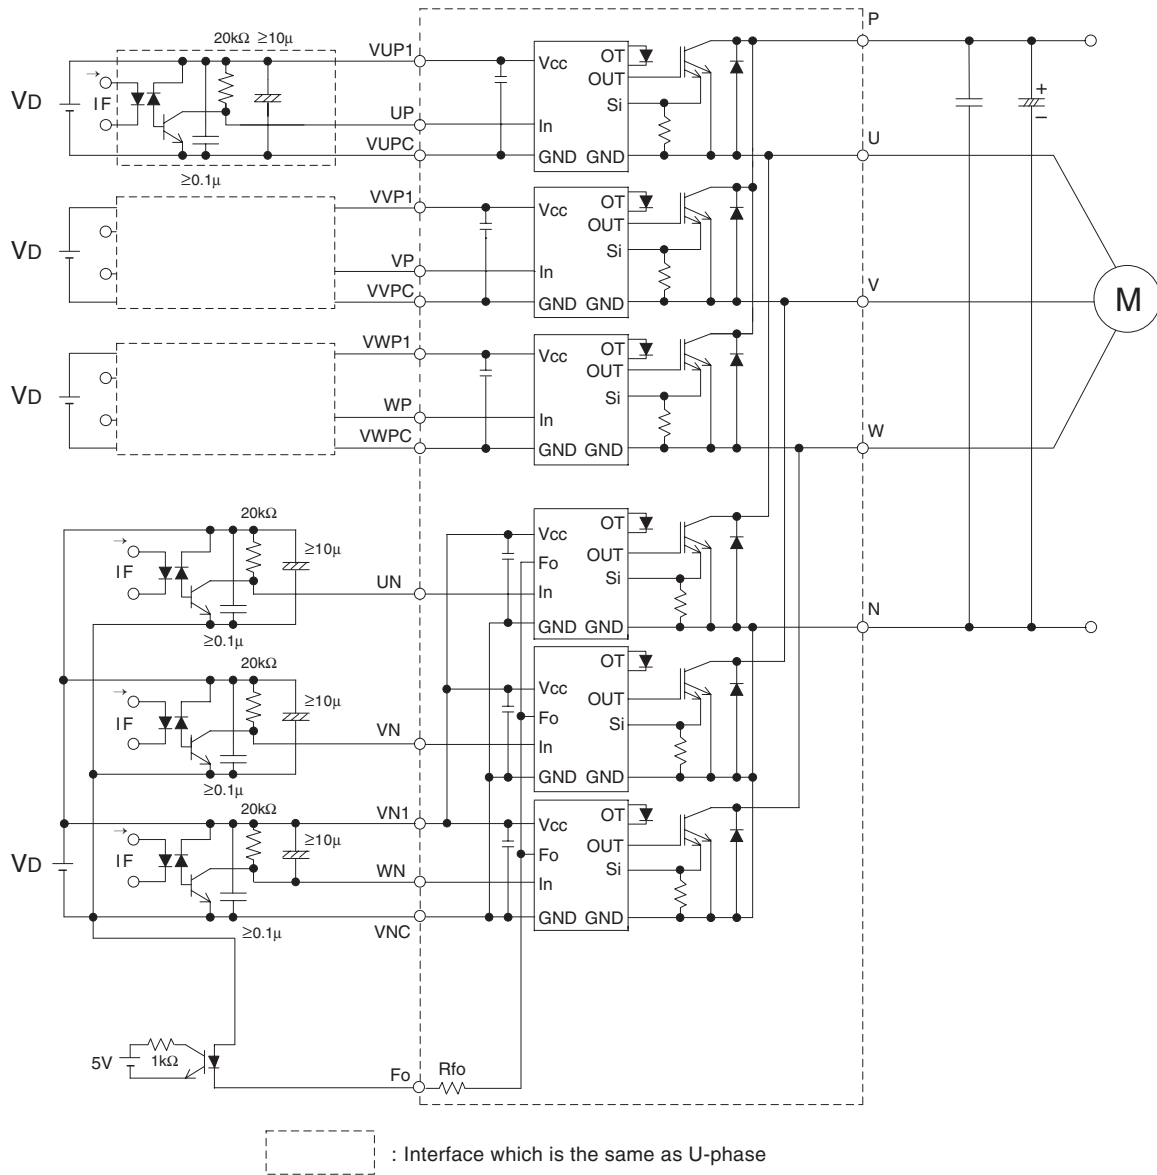 20kΩ ≥10μ
VUP1
P
VD
IF
UP
VUPC
≥0.1μ
Vcc
OT
OUT
Si
In
GND GND
U
VVP1
VD
VP
VVPC
Vcc
OT
OUT
Si
In
GND GND
V
M
VWP1
VD
WP
VWPC
Vcc
OT
OUT
Si
In
GND GND
W
20kΩ
≥10μ
IF
UN
≥0.1μ
Vcc
OT
Fo
OUT
Si
In
GND GND
N
20kΩ
≥10μ
IF
VN
≥0.1μ
OT
Vcc
OUT
Fo
Si
In
GND GND
20kΩ
VN1
≥10μ
VD
IF
WN
≥0.1μ
VNC
OT
Vcc
OUT
Fo
Si
In
GND GND
5V
1kΩ
Fo
Rfo
: Interface which is the same as U-phase
+
−